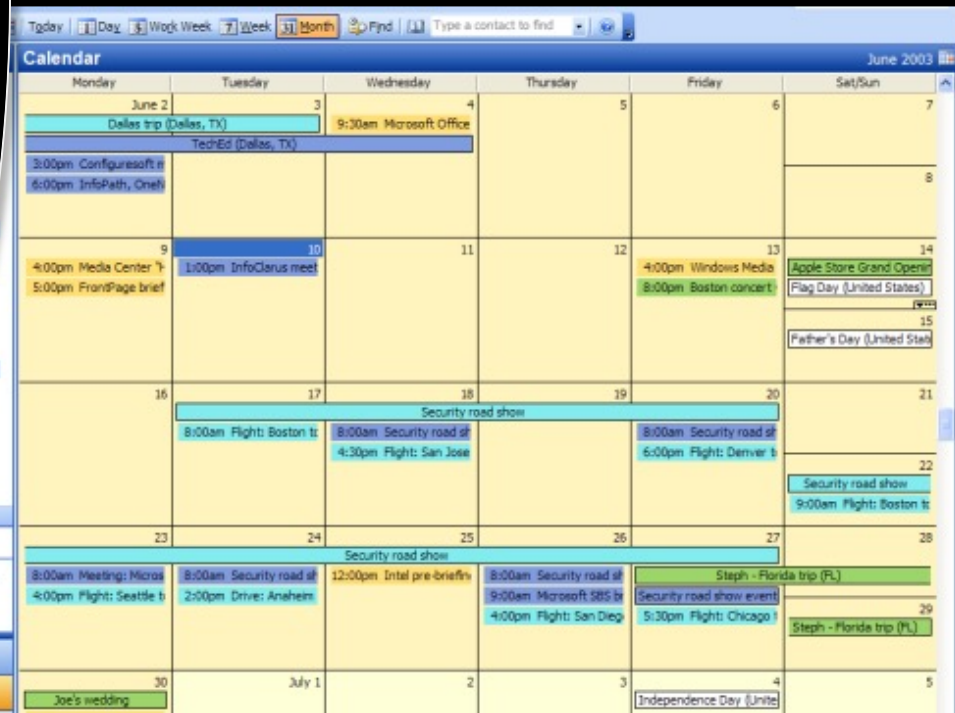 Today 1 Day 5 Work Week 7 Week 31 Month Find Type a contact to find
Calendar June 2003
Monday Tuesday Wednesday Thursday Friday Sat/Sun
June 2 3 4 5 6 7
Dallas trip (Dallas, TX) 9:30am Microsoft Office
TechEd (Dallas, TX)
3:00pm Configuresoft m
6:00pm InfoPath, OneN
8
9 10 11 12 13 14
4:00pm Media Center "H 1:00pm InfoClarus meet 4:00pm Windows Media Apple Store Grand Openin
5:00pm FrontPage brief 8:00pm Boston concert Flag Day (United States)
15
Father's Day (United Stat
16 17 18 19 20 21
Security road show
8:00am Flight: Boston to 8:00am Security road sh 8:00am Security road sh
4:30pm Flight: San Jose 6:00pm Flight: Denver t
22
Security road show
9:00am Flight: Boston to
23 24 25 26 27 28
Security road show
8:00am Meeting: Micros 8:00am Security road sh 12:00pm Intel pre-briefin 8:00am Security road sh Steph - Florida trip (FL)
4:00pm Flight: Seattle t 2:00pm Drive: Anaheim 9:00am Microsoft SBS br Security road show event
4:00pm Flight: San Dieg 5:30pm Flight: Chicago
29
Steph - Florida trip (FL)
30 July 1 2 3 4 5
Joe's wedding Independence Day (Unite